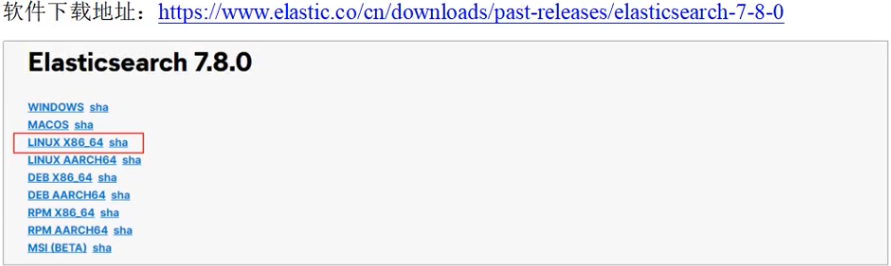 软件下载地址：https://www.elastic.co/cn/downloads/past-releases/elasticsearch-7-8-0
Elasticsearch 7.8.0
WINDOWS sha
MACOS sha
LINUX X86_64 sha
LINUX AARCH64 sha
DEB X86_64 sha
DEB AARCH64 sha
RPM X86_64 sha
RPM AARCH64 sha
MSI (BETA) sha